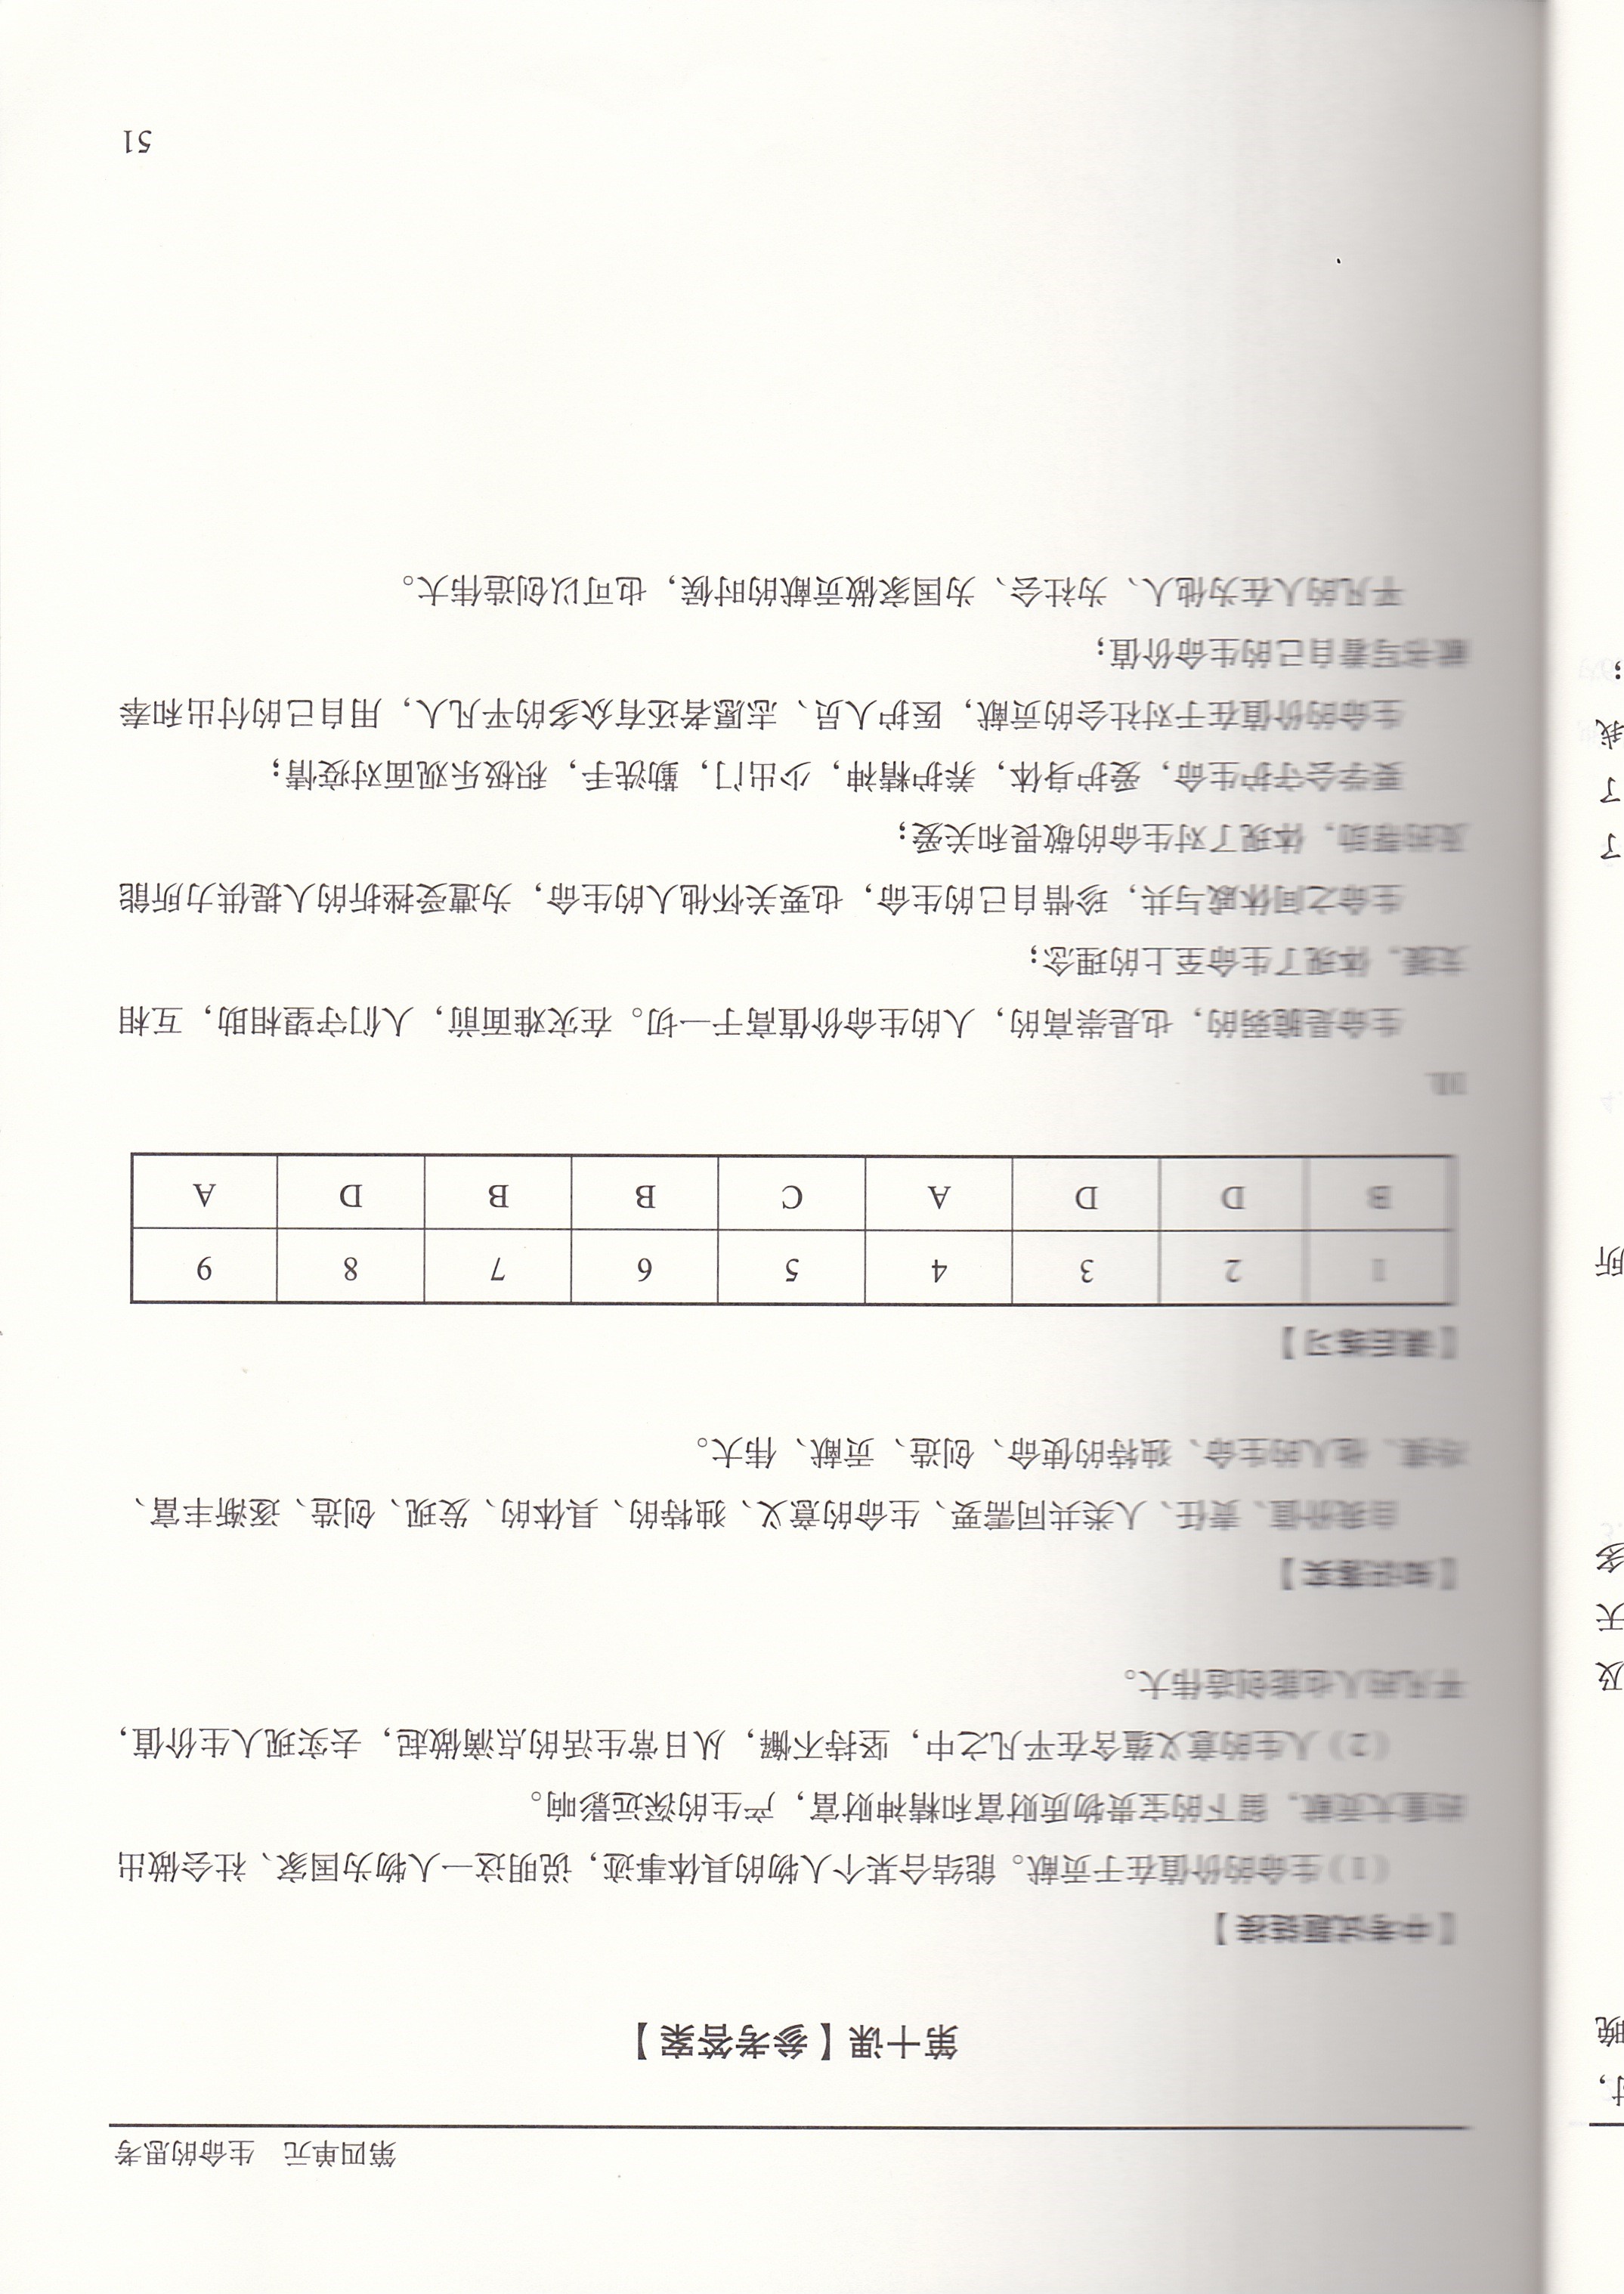 第四单元 生命的思考
第十课【参考答案】
【中考试题链接】
（1）生命的价值在于贡献。能结合某个人物的具体事迹，说明这一人物为国家、社会做出
的重大贡献，留下的宝贵物质财富和精神财富，产生的深远影响。
（2）人生的意义蕴含在平凡之中，坚持不懈，从日常生活的点滴做起，去实现人生价值，
平凡的人也能创造伟大。
【知识落实】
自我价值、责任、人类共同需要、生命的意义、独特的、具体的、发现、创造、逐渐丰富、
他人的生命、独特的使命、创造、贡献、伟大。
【课后练习】
1 2 3 4 5 6 7 8 9
B D D A C B B D A
生命是脆弱的，也是崇高的，人的生命价值高于一切。在灾难面前，人们守望相助，互相
支援，体现了生命至上的理念；
生命之间休戚与共，珍惜自己的生命，也要关怀他人的生命，为遭受挫折的人提供力所能
及的帮助，体现了对生命的敬畏和关爱；
要学会守护生命，爱护身体，养护精神，少出门，勤洗手，积极乐观面对疫情；
生命的价值在于对社会的贡献，医护人员、志愿者还有众多的平凡人，用自己的付出和奉
献书写着自己的生命价值；
平凡的人在为他人、为社会、为国家做贡献的时候，也可以创造伟大。
51